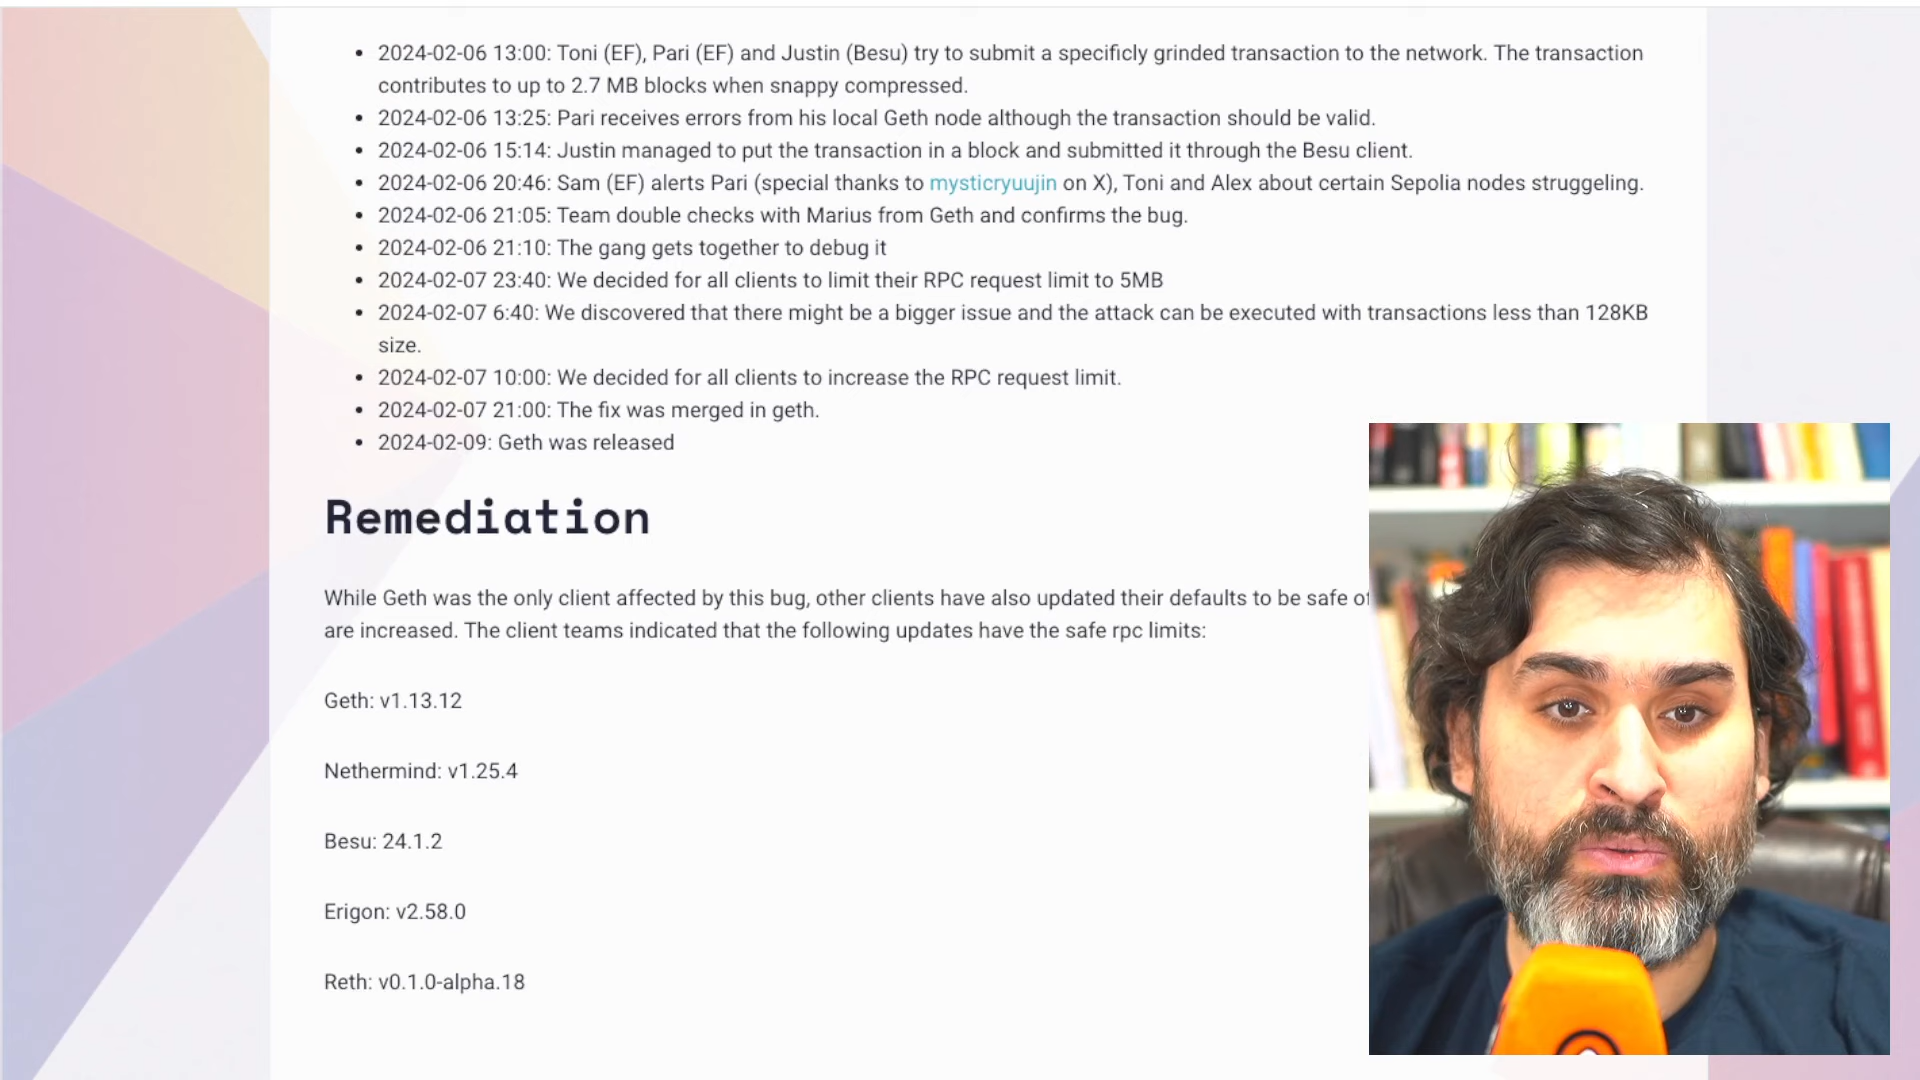 2024-02-06 13:00: Toni (EF), Pari (EF) and Justin (Besu) try to submit a specificly grinded transaction to the network. The transaction
contributes to up to 2.7 MB blocks when snappy compressed.
2024-02-06 13:25: Pari receives errors from his local Geth node although the transaction should be valid.
2024-02-06 15:14: Justin managed to put the transaction in a block and submitted it through the Besu client.
2024-02-06 20:46: Sam (EF) alerts Pari (special thanks to mysticryuujin on X), Toni and Alex about certain Sepolia nodes struggeling.
2024-02-06 21:05: Team double checks with Marius from Geth and confirms the bug.
2024-02-06 21:10: The gang gets together to debug it
2024-02-07 23:40: We decided for all clients to limit their RPC request limit to 5MB
2024-02-07 6:40: We discovered that there might be a bigger issue and the attack can be executed with transactions less than 128KB
size.
2024-02-07 10:00: We decided for all clients to increase the RPC request limit.
2024-02-07 21:00: The fix was merged in geth.
2024-02-09: Geth was released
Remediation
While Geth was the only client affected by this bug, other clients have also updated their defaults to be safe
are increased. The client teams indicated that the following updates have the safe rpc limits:
Geth: v1.13.12
Nethermind: v1.25.4
Besu: 24.1.2
Erigon: v2.58.0
Reth: v0.1.0-alpha.18